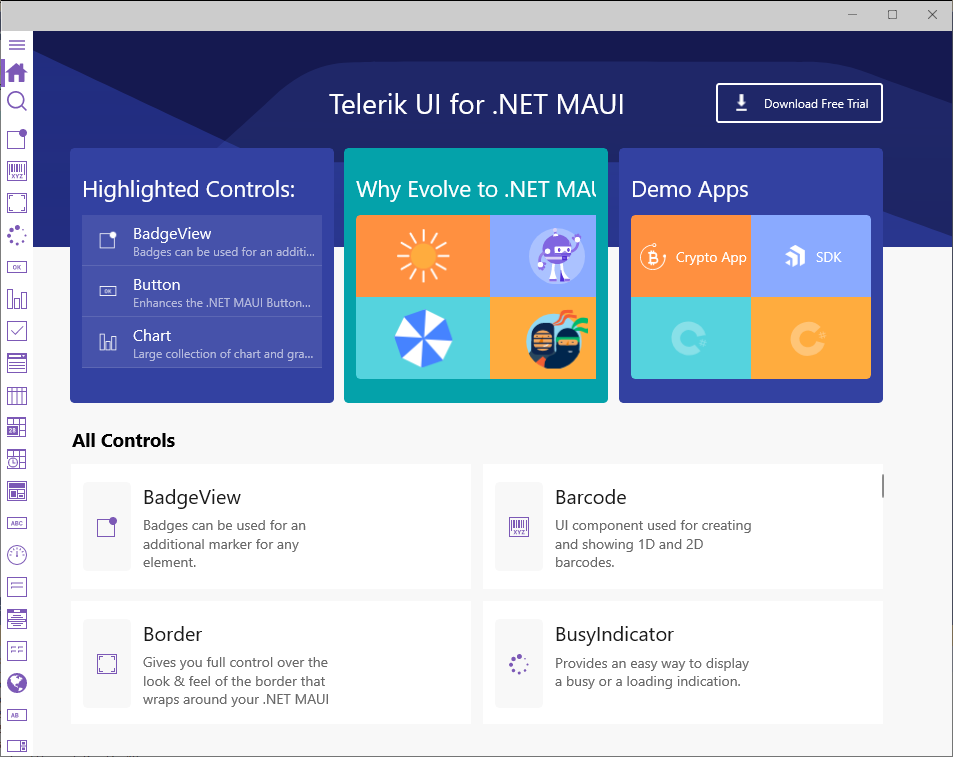 Telerik UI for .NET MAUI
Download Free Trial
Highlighted Controls:
BadgeView
Badges can be used for an additi...
OK
Button
Enhances the .NET MAUI Button...
Chart
Large collection of chart and gra...
Why Evolve to .NET MAU
Demo Apps
Crypto App
SDK
All Controls
BadgeView
Badges can be used for an
additional marker for any
element.
XYZ
Barcode
UI component used for creating
and showing 1D and 2D
barcodes.
Border
Gives you full control over the
look & feel of the border that
wraps around your .NET MAUI
BusyIndicator
Provides an easy way to display
a busy or a loading indication.
XYZ
OK
ABC
FF
AB